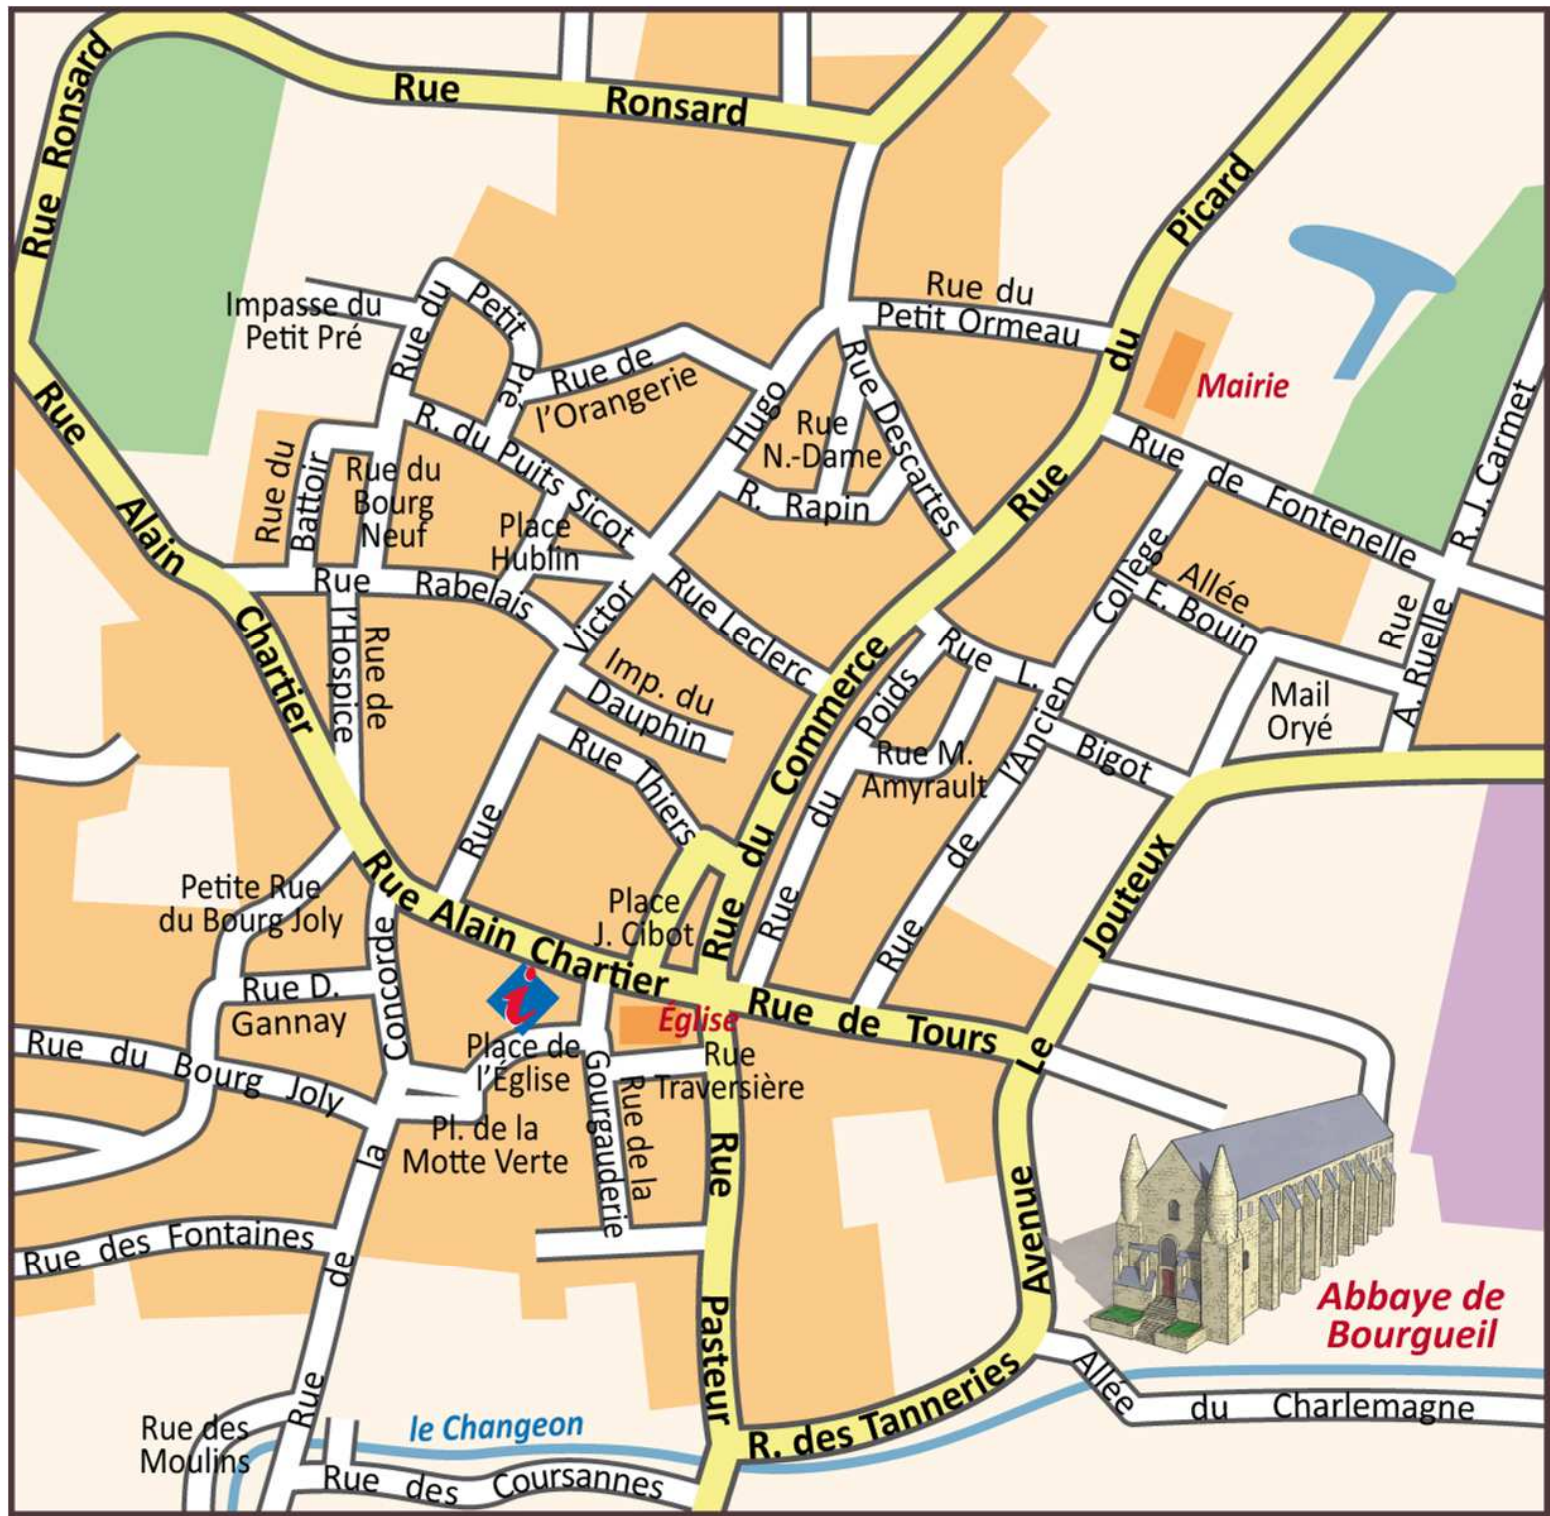 Rue Ronsard
Rue Ronsard
Rue du Picard
Impasse du
Petit Pré
Rue du Petit Pré
Rue du
Petit Ormeau
Mairie
Rue de
l'Orangerie
Rue Alain Chartier
R. du Puits Sicot
Rue
N.-Dame
Rue Descartes
R. Rapin
Rue de Fontenelle
R. J. Carmet
Rue du
Battoir
Rue du
Bourg
Neuf
Place
Hublin
Rue Rabelais
Rue Victor Hugo
Rue Leclerc
Allée
E. Bouin
Rue
A. Ruelle
Rue de
l'Hospice
Imp. du
Dauphin
Rue Thiers
Rue du Commerce
Rue du Poids
Rue M.
Amyrault
Rue L. Bigot
Rue de l'Ancien Collège
Mail
Oryé
Petite Rue
du Bourg Joly
Rue Alain Chartier
Place
J. Cibot
Avenue Le Jouteux
Rue D.
Gannay
i
Église
Rue de Tours
Rue du Bourg Joly
Place de
l'Église
Rue
Traversière
Rue de la
Gourgauderie
Pl. de la
Motte Verte
Rue de la Concorde
Rue des Fontaines
Rue Pasteur
Abbaye de
Bourgueil
Rue des
Moulins
le Changeon
R. des Tanneries
Allée du Charlemagne
Rue des Coursannes